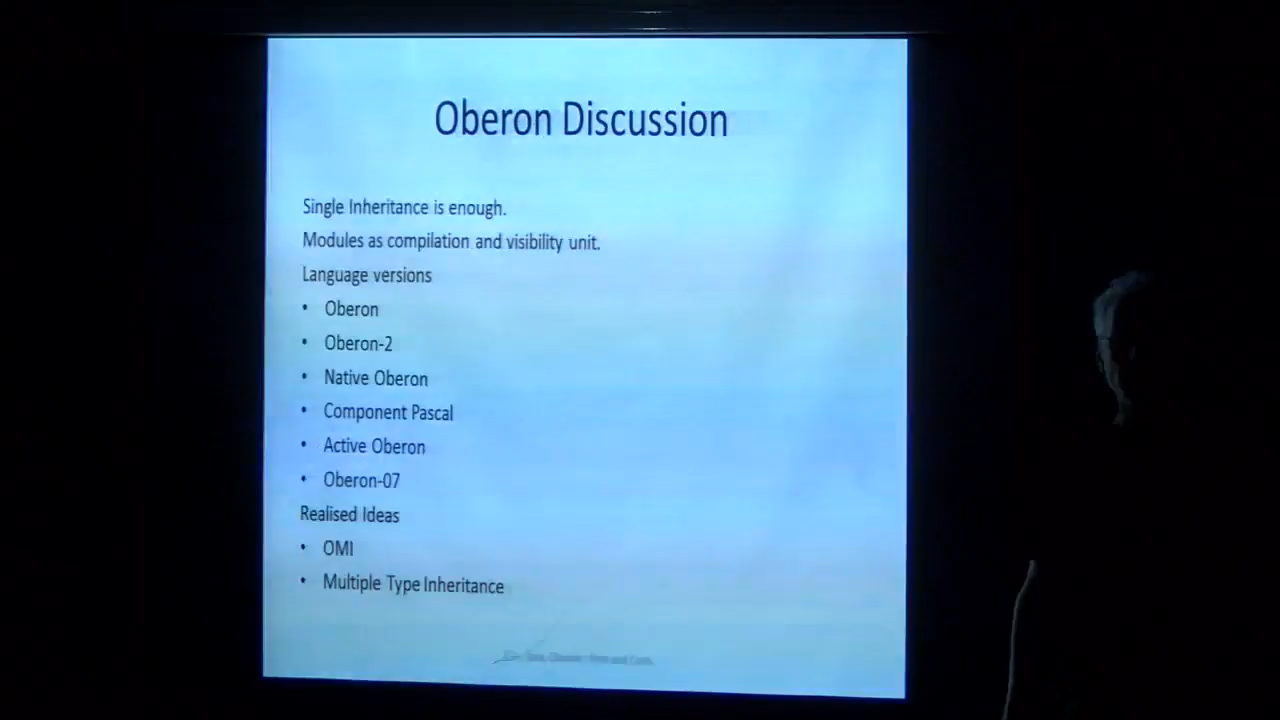 Oberon Discussion
Single Inheritance is enough.
Modules as compilation and visibility unit.
Language versions
• Oberon
• Oberon-2
• Native Oberon
• Component Pascal
• Active Oberon
• Oberon-07
Realised Ideas
• OMI
• Multiple Type Inheritance